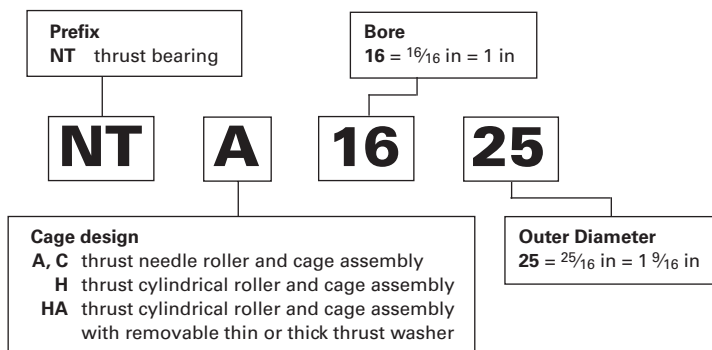 Prefix
NT thrust bearing
Bore
16 = 16/16 in = 1 in
NT A 16 25
Cage design
A, C thrust needle roller and cage assembly
H thrust cylindrical roller and cage assembly
HA thrust cylindrical roller and cage assembly
with removable thin or thick thrust washer
Outer Diameter
25 = 25/16 in = 1 9/16 in